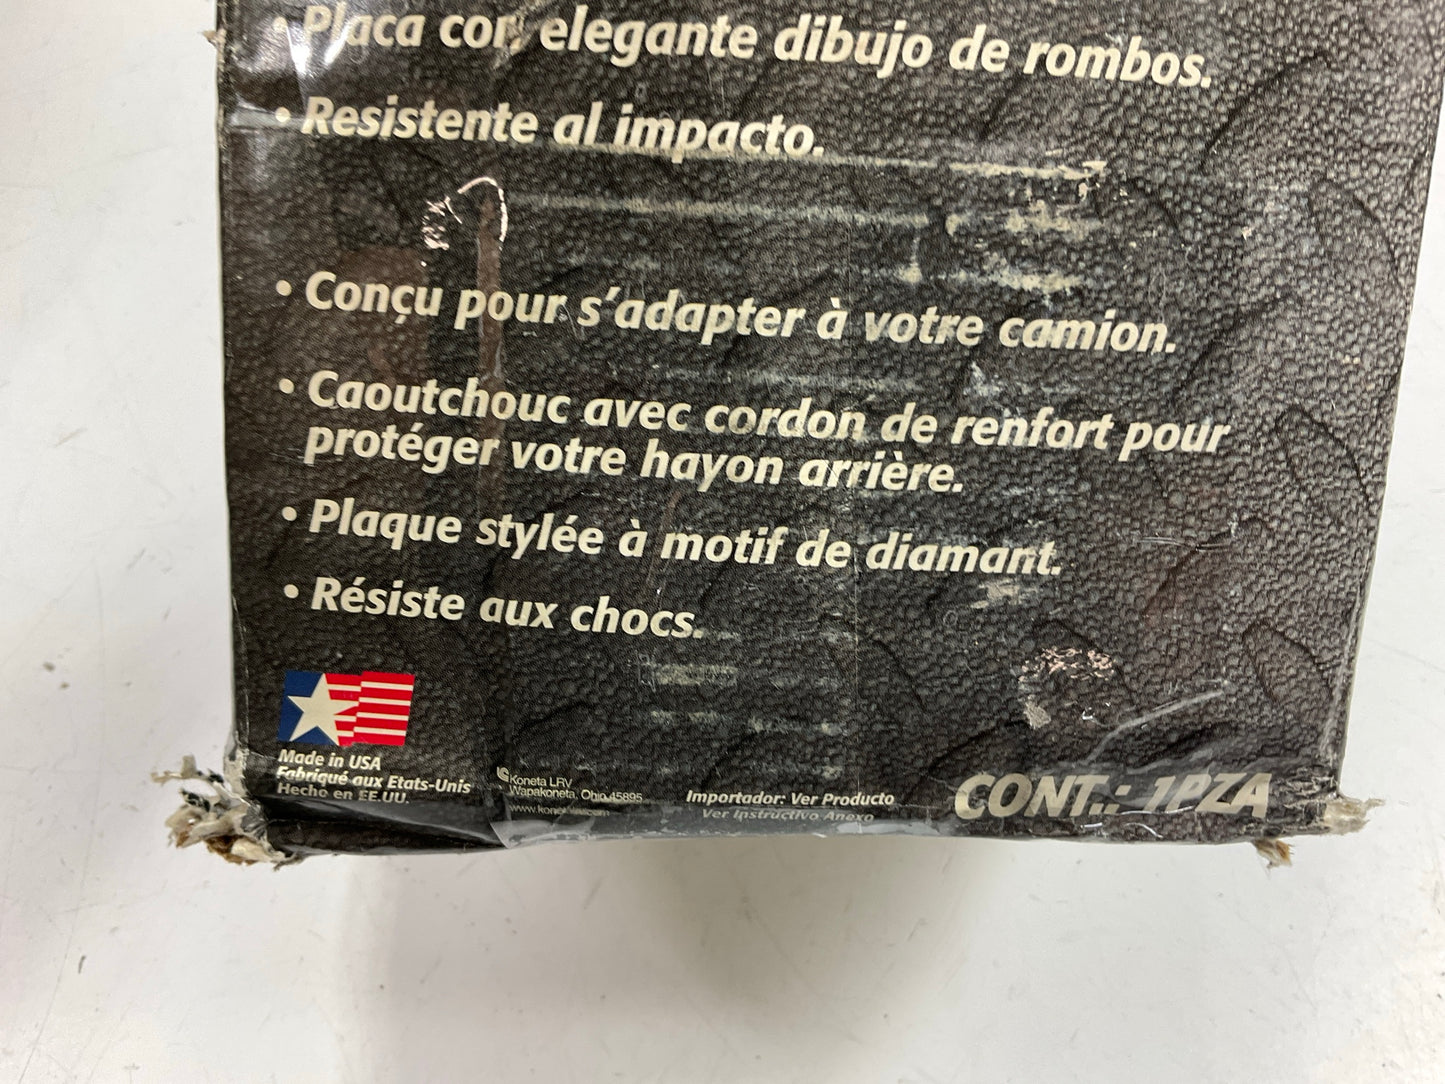 • Placa con elegante dibujo de rombos.
• Resistente al impacto.
• Conçu pour s'adapter à votre camion.
• Caoutchouc avec cordon de renfort pour
protéger votre hayon arrière.
• Plaque stylée à motif de diamant.
• Résiste aux chocs.
Made in USA
Fabriqué aux Etats-Unis
Hecho en EE.UU.
Koneta LRV
Wapakoneta, Ohio 45895
Importador: Ver Producto
Ver Instructivo Anexo
CONT.: 1PZA